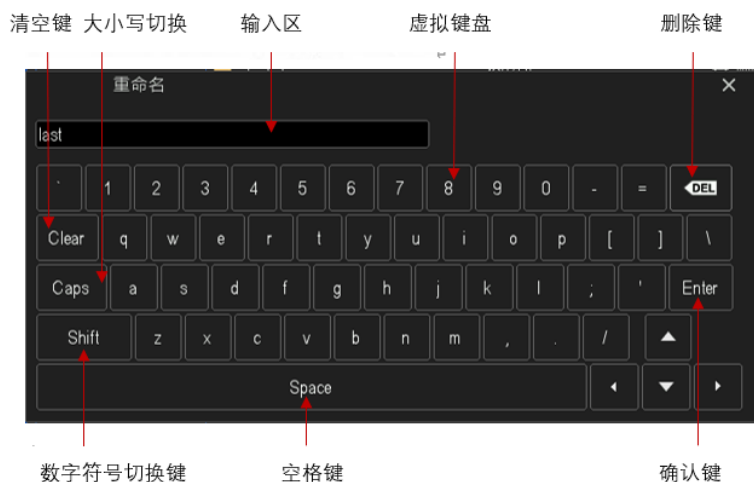 清空键 大小写切换 输入区 虚拟键盘 删除键
重命名 ×
last
` 1 2 3 4 5 6 7 8 9 0 - = DEL
Clear q w e r t y u i o p [ ] \
Caps a s d f g h j k l ; ' Enter
Shift z x c v b n m , . /
Space
数字符号切换键 空格键 确认键